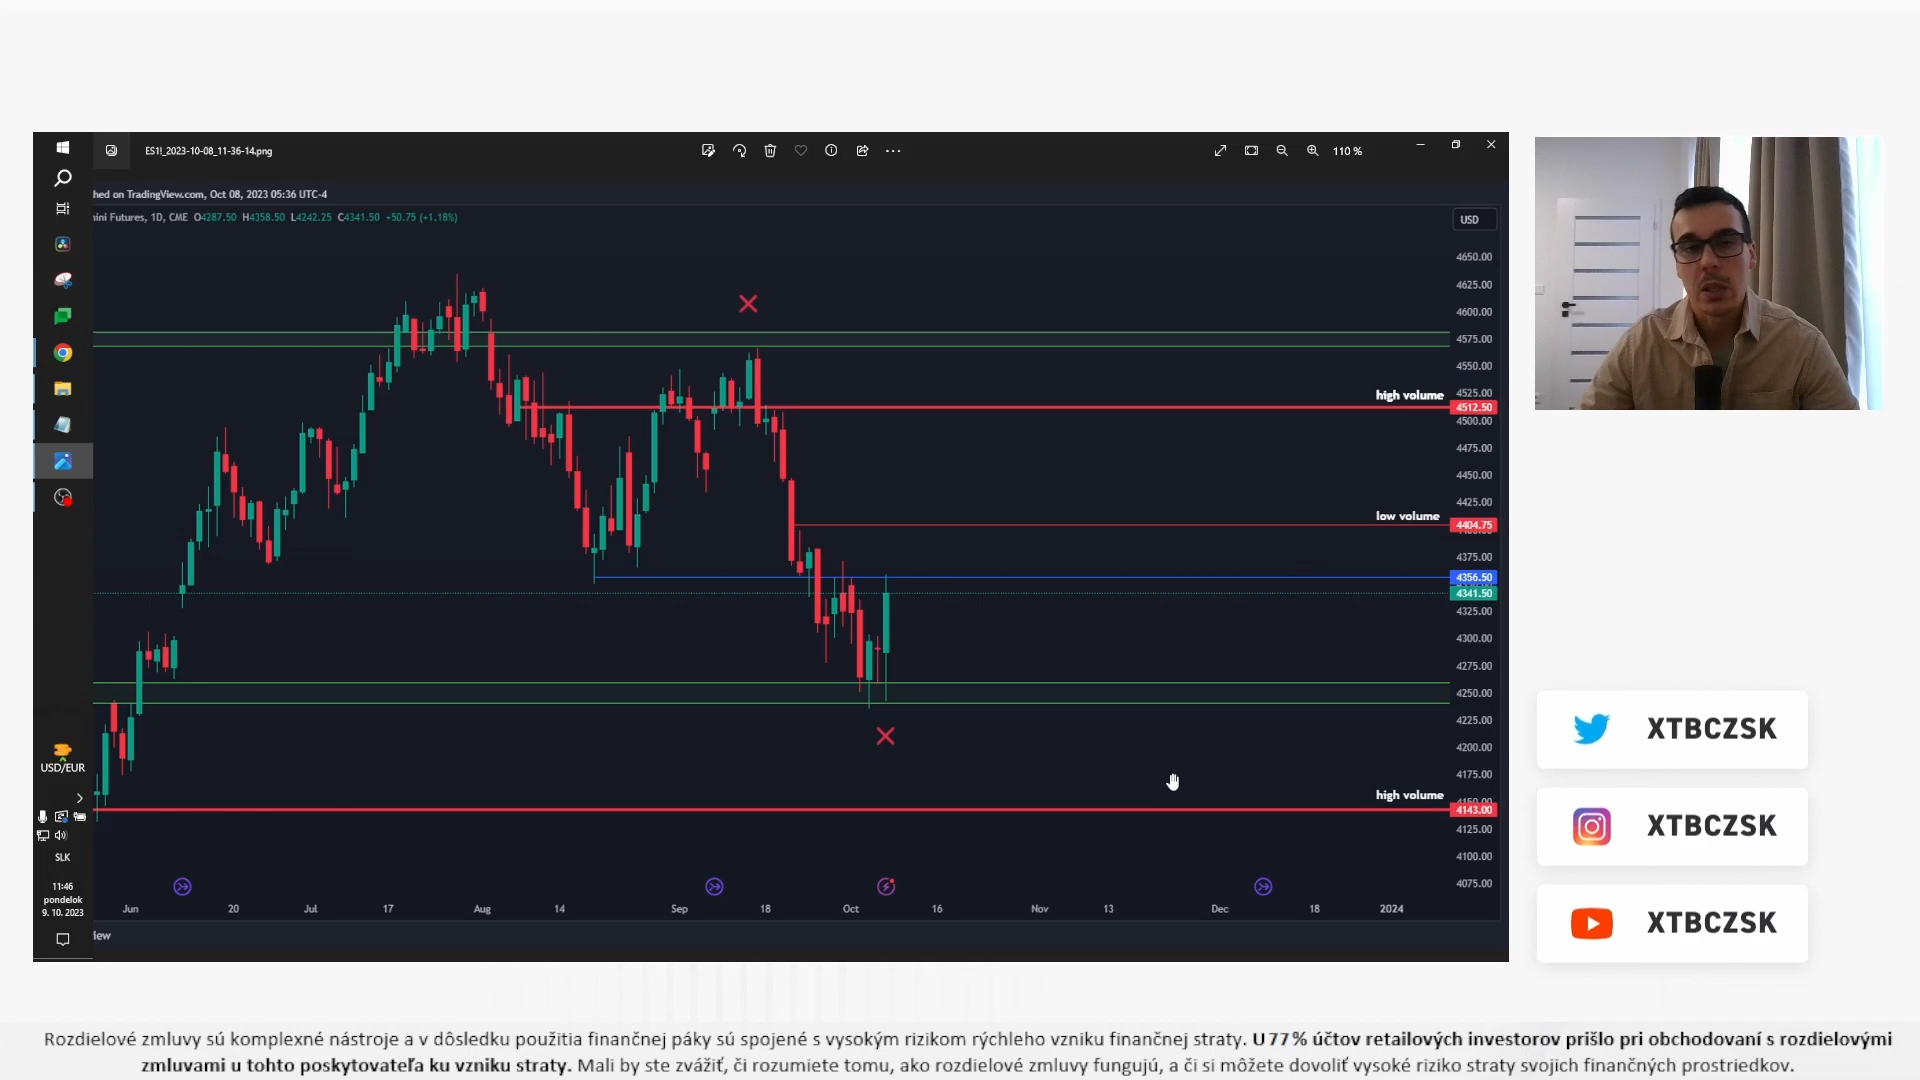 ES1!_2023-10-08_11-36-14.png
110 %
hed on TradingView.com, Oct 08, 2023 05:36 UTC-4
ini Futures, 1D, CME O4287.50 H4358.50 L4242.25 C4341.50 +50.75 (+1.18%)
USD
4650.00
4625.00
4600.00
4575.00
4550.00
4525.00
high volume
4512.50
4500.00
4475.00
4450.00
4425.00
low volume
4404.75
4375.00
4356.50
4341.50
4325.00
4300.00
4275.00
4250.00
4225.00
4200.00
4175.00
high volume
4150.00
4143.00
4125.00
4100.00
4075.00
Jun 20 Jul 17 Aug 14 Sep 18 Oct 16 Nov 13 Dec 18 2024
iew
USD/EUR
SLK
11:46
pondelok
9. 10. 2023
XTBCZSK
XTBCZSK
XTBCZSK
Rozdielové zmluvy sú komplexné nástroje a v dôsledku použitia finančnej páky sú spojené s vysokým rizikom rýchleho vzniku finančnej straty. U 77 % účtov retailových investorov prišlo pri obchodovaní s rozdielovými
zmluvami u tohto poskytovateľa ku vzniku straty. Mali by ste zvážiť, či rozumiete tomu, ako rozdielové zmluvy fungujú, a či si môžete dovoliť vysoké riziko straty svojich finančných prostriedkov.